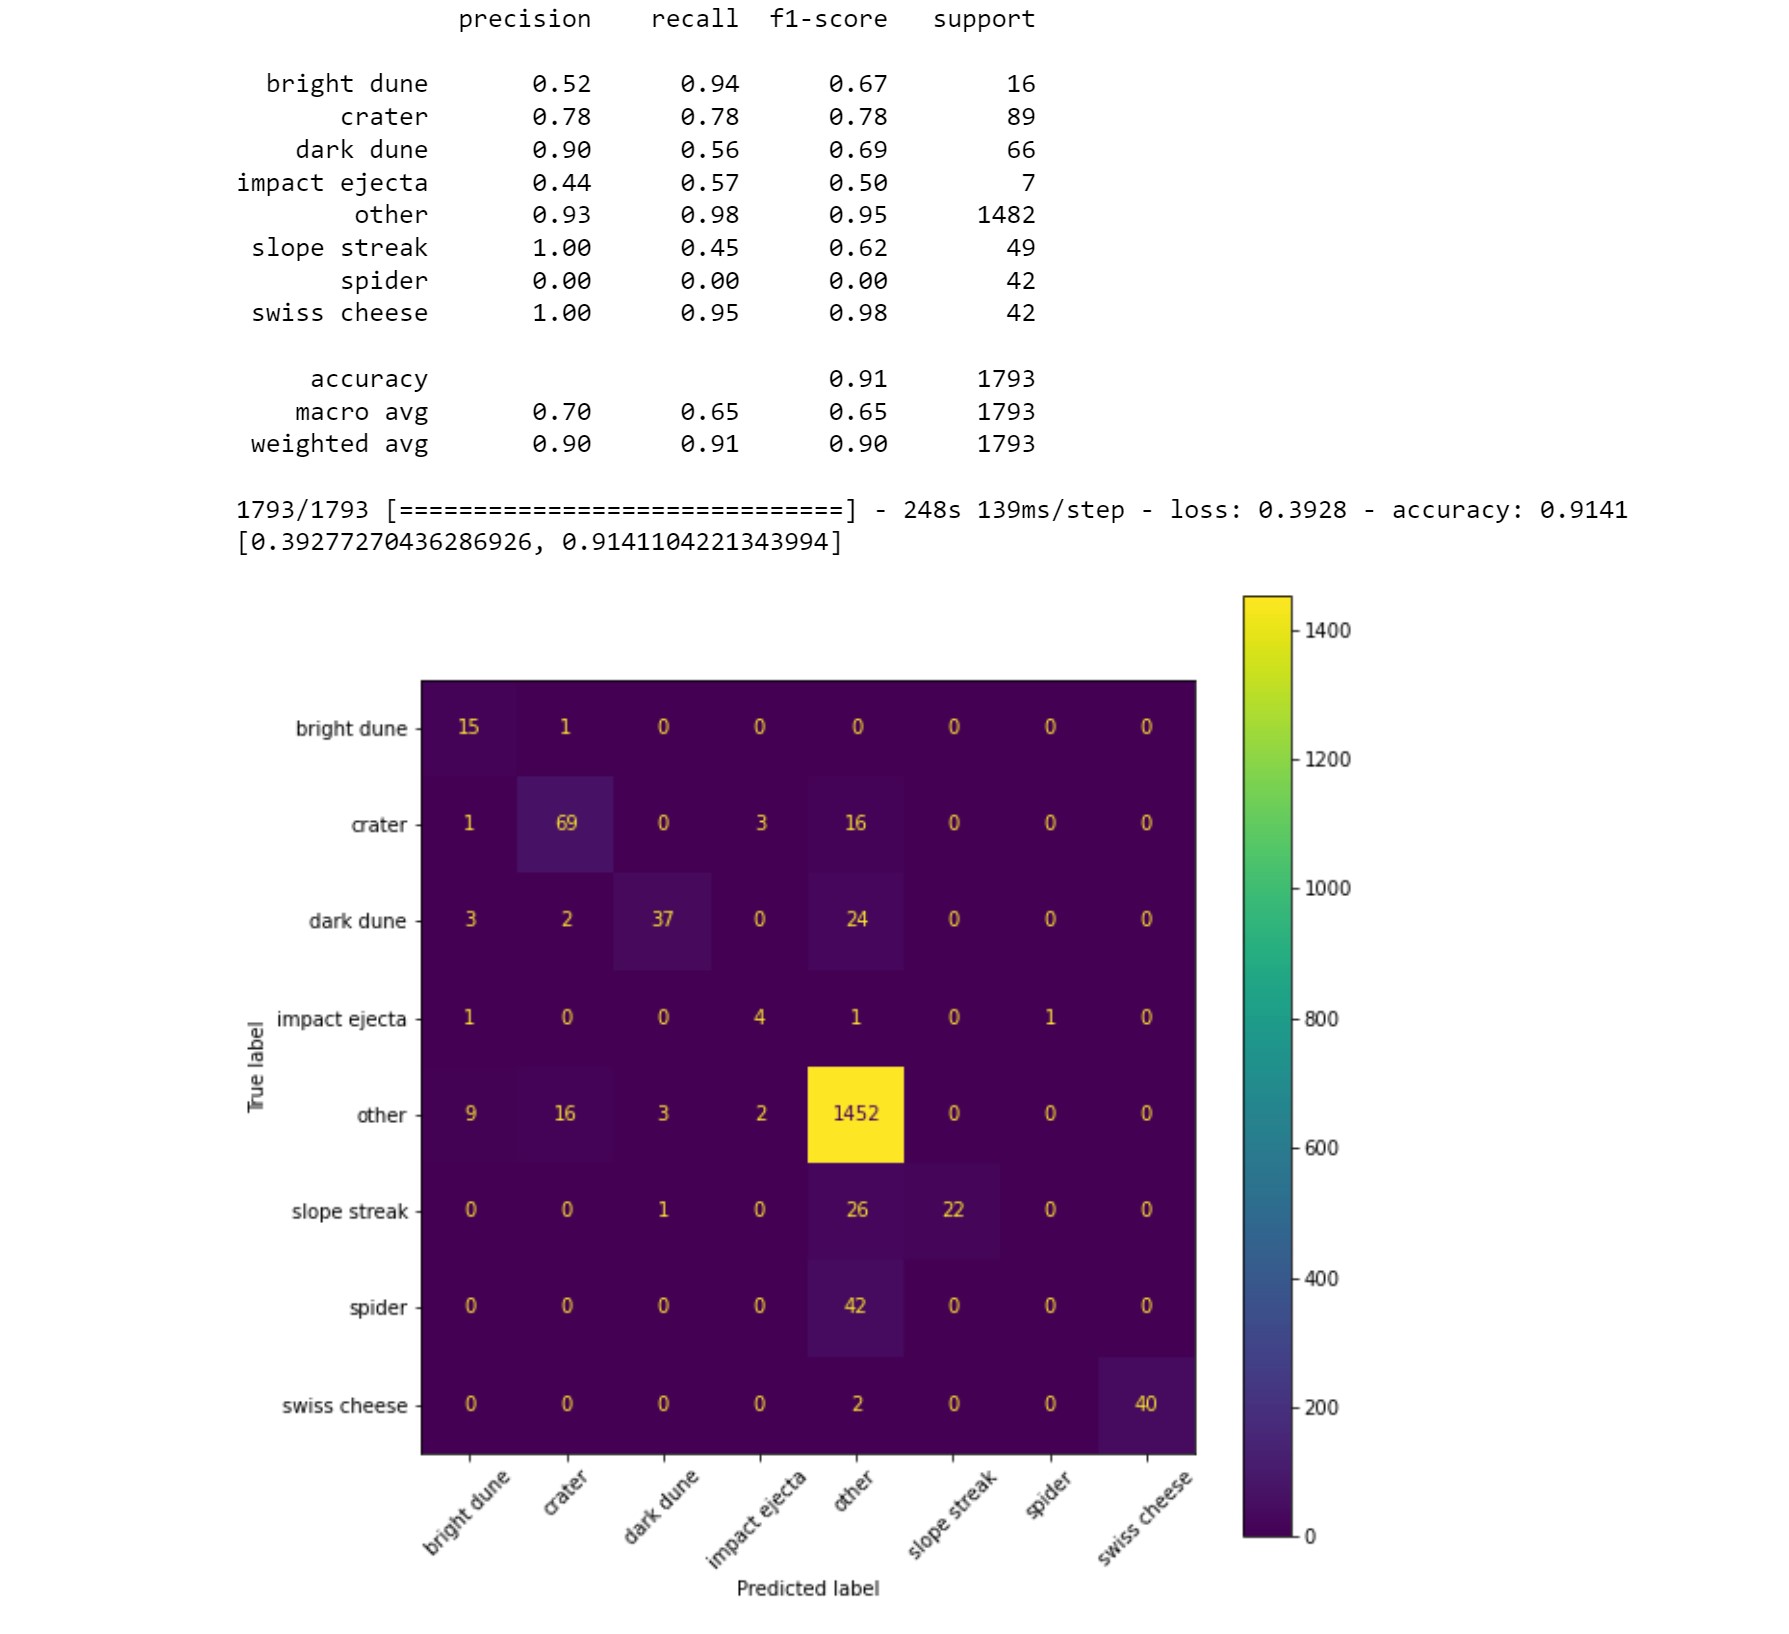 precision recall f1-score support
bright dune 0.52 0.94 0.67 16
crater 0.78 0.78 0.78 89
dark dune 0.90 0.56 0.69 66
impact ejecta 0.44 0.57 0.50 7
other 0.93 0.98 0.95 1482
slope streak 1.00 0.45 0.62 49
spider 0.00 0.00 0.00 42
swiss cheese 1.00 0.95 0.98 42
accuracy 0.91 1793
macro avg 0.70 0.65 0.65 1793
weighted avg 0.90 0.91 0.90 1793
1793/1793 [==============================] - 248s 139ms/step - loss: 0.3928 - accuracy: 0.9141
[0.39277270436286926, 0.9141104221343994]
bright dune 15 1 0 0 0 0 0 0
crater 1 69 0 3 16 0 0 0
dark dune 3 2 37 0 24 0 0 0
impact ejecta 1 0 0 4 1 0 1 0
other 9 16 3 2 1452 0 0 0
slope streak 0 0 1 0 26 22 0 0
spider 0 0 0 0 42 0 0 0
swiss cheese 0 0 0 0 2 0 0 40
True label
bright dune crater dark dune impact ejecta other slope streak spider swiss cheese
Predicted label
1400
1200
1000
800
600
400
200
0